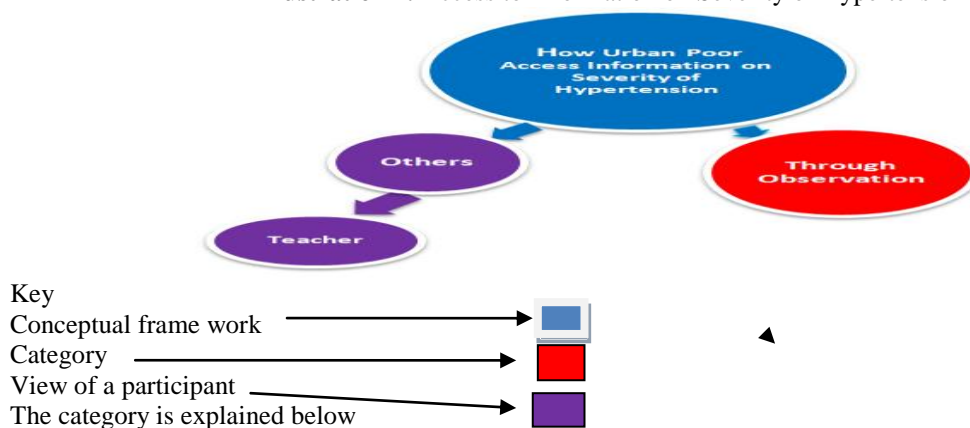 How Urban Poor
Access Information on
Severity of
Hypertension
Others
Through
Observation
Teacher
Key
Conceptual frame work
Category
View of a participant
The category is explained below